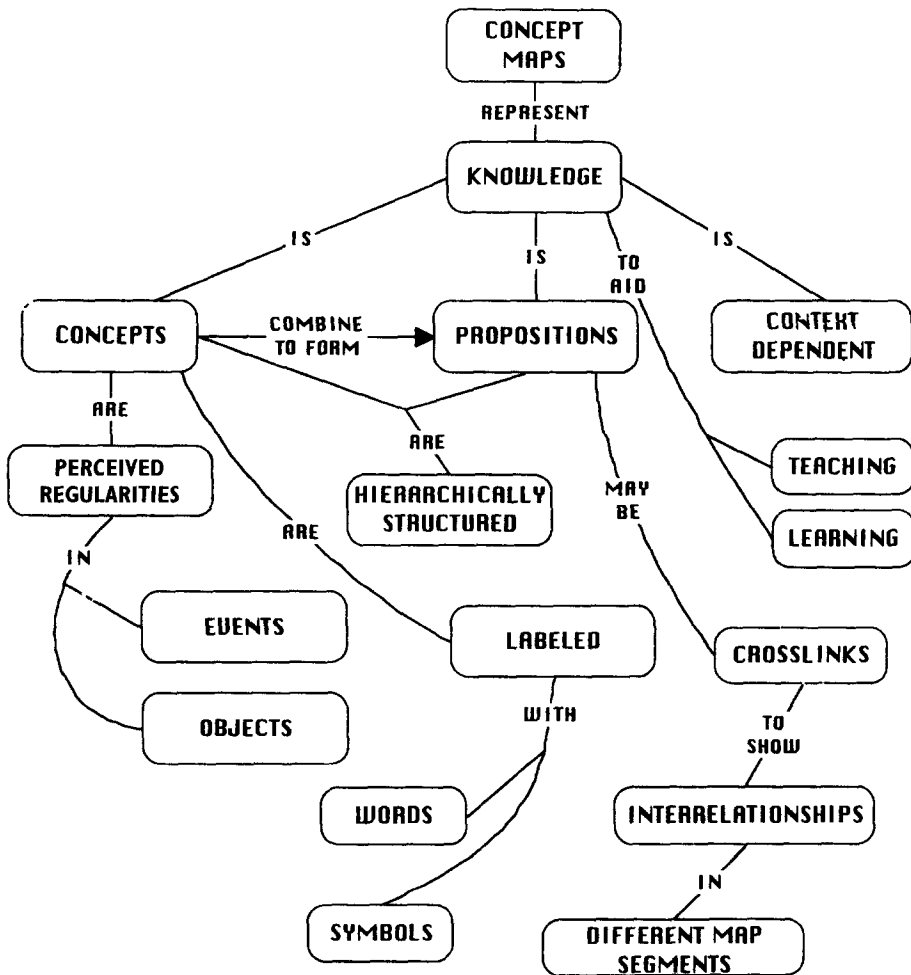 CONCEPT
MAPS
REPRESENT
KNOWLEDGE
IS
IS
TO
AID
IS
CONCEPTS
COMBINE
TO FORM
PROPOSITIONS
CONTEXT
DEPENDENT
ARE
PERCEIVED
REGULARITIES
ARE
HIERARCHICALLY
STRUCTURED
TEACHING
LEARNING
MAY
BE
ARE
IN
EVENTS
LABELED
CROSSLINKS
OBJECTS
WITH
TO
SHOW
WORDS
INTERRELATIONSHIPS
IN
SYMBOLS
DIFFERENT MAP
SEGMENTS